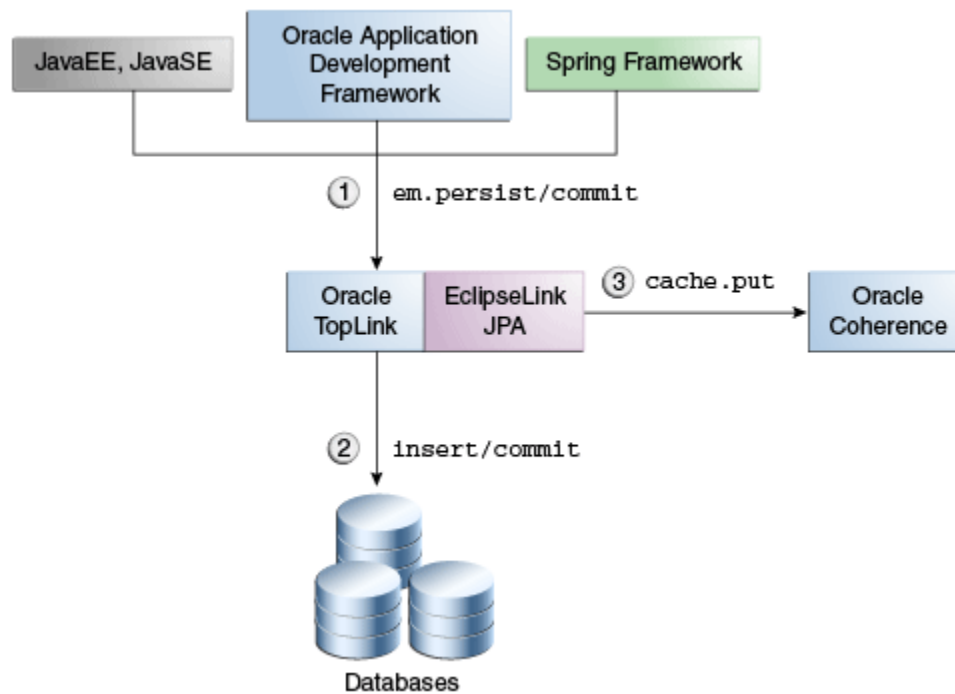 JavaEE, JavaSE
Oracle Application
Development
Framework
Spring Framework
1 em.persist/commit
Oracle
TopLink
EclipseLink
JPA
3 cache.put
Oracle
Coherence
2 insert/commit
Databases